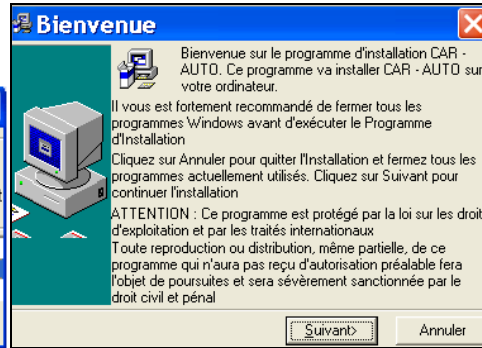 Bienvenue
Bienvenue sur le programme d'installation CAR -
AUTO. Ce programme va installer CAR - AUTO sur
votre ordinateur.
Il vous est fortement recommandé de fermer tous les
programmes Windows avant d'exécuter le Programme
d'Installation
Cliquez sur Annuler pour quitter l'Installation et fermez tous les
programmes actuellement utilisés. Cliquez sur Suivant pour
continuer l'installation
ATTENTION : Ce programme est protégé par la loi sur les droit
d'exploitation et par les traités internationaux
Toute reproduction ou distribution, même partielle, de ce
programme qui n'aura pas reçu d'autorisation préalable fera
l'objet de poursuites et sera sévèrement sanctionnée par le
droit civil et pénal
Suivant>
Annuler